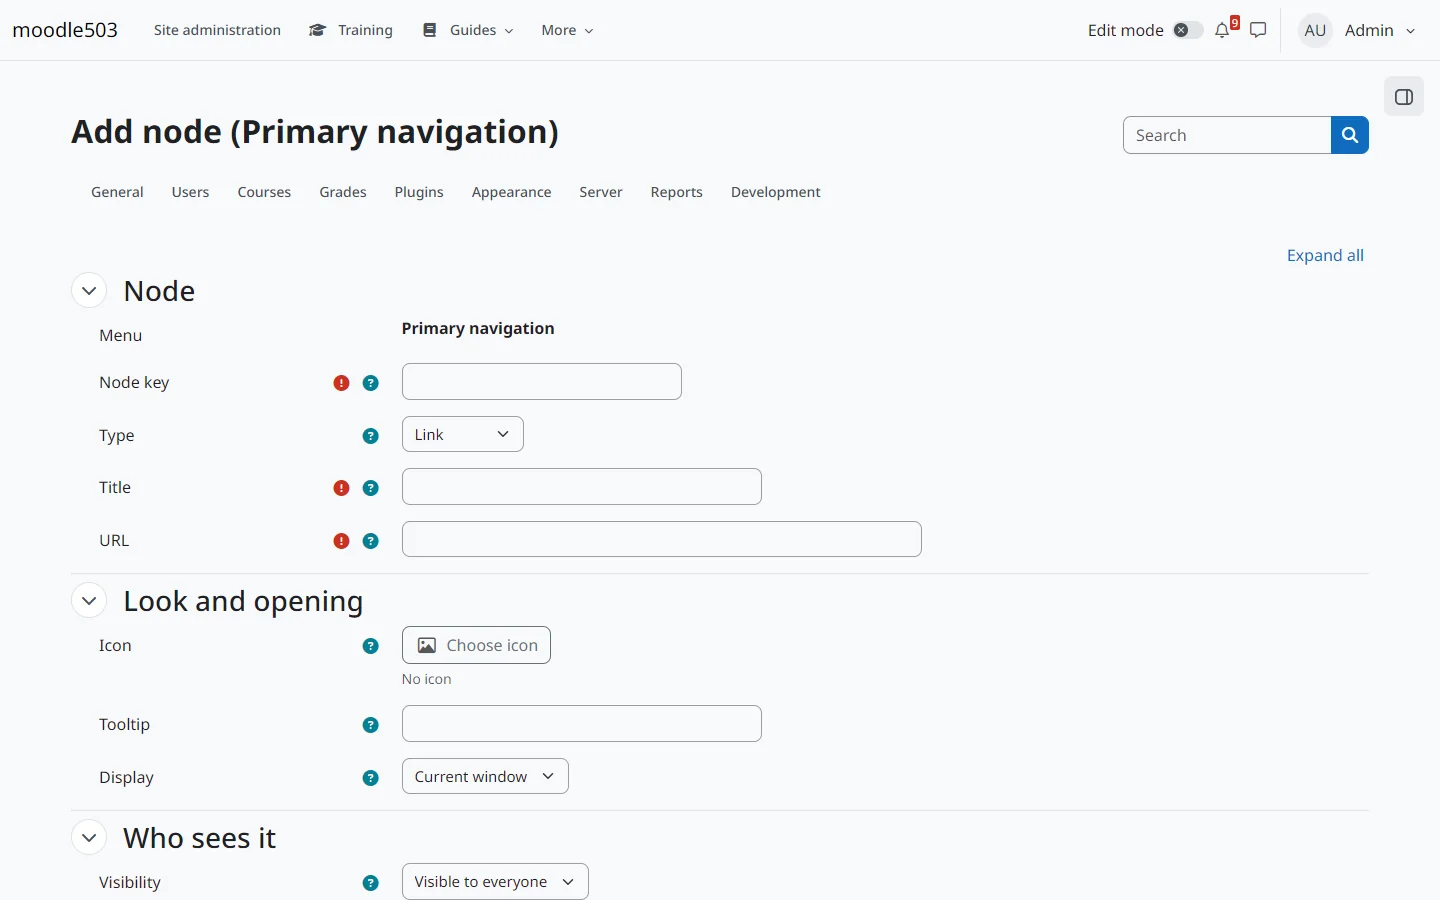 moodle503
Site administration
Training
Guides
More
Edit mode
9
AU
Admin
Add node (Primary navigation)
Search
General
Users
Courses
Grades
Plugins
Appearance
Server
Reports
Development
Expand all
Node
Menu
Primary navigation
Node key
Type
Link
Title
URL
Look and opening
Icon
Choose icon
No icon
Tooltip
Display
Current window
Who sees it
Visibility
Visible to everyone